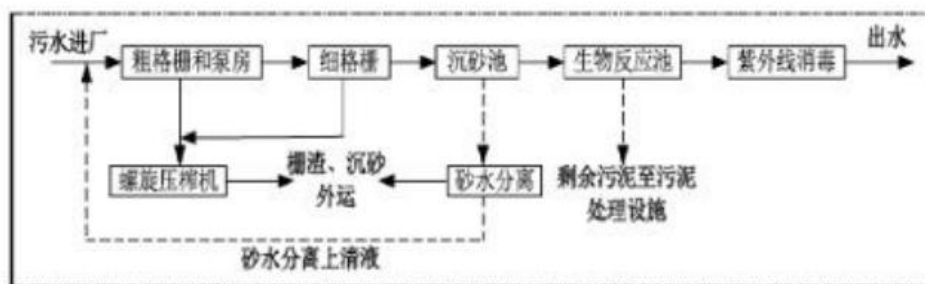 污水进厂
粗格栅和泵房
细格栅
沉砂池
生物反应池
紫外线消毒
出水
螺旋压榨机
栅渣、沉砂
外运
砂水分离
剩余污泥至污泥
处理设施
砂水分离上清液